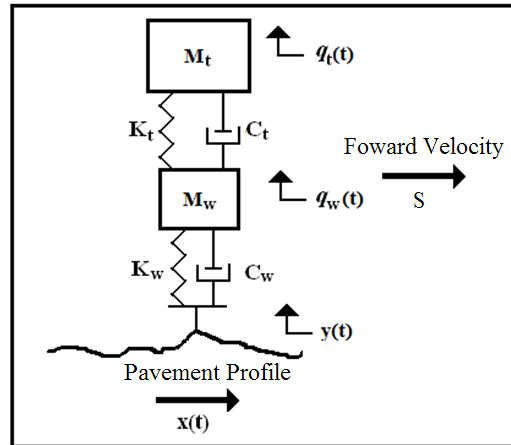 Mt
qt(t)
Kt
Ct
Foward Velocity
S
Mw
qw(t)
Kw
Cw
y(t)
Pavement Profile
x(t)